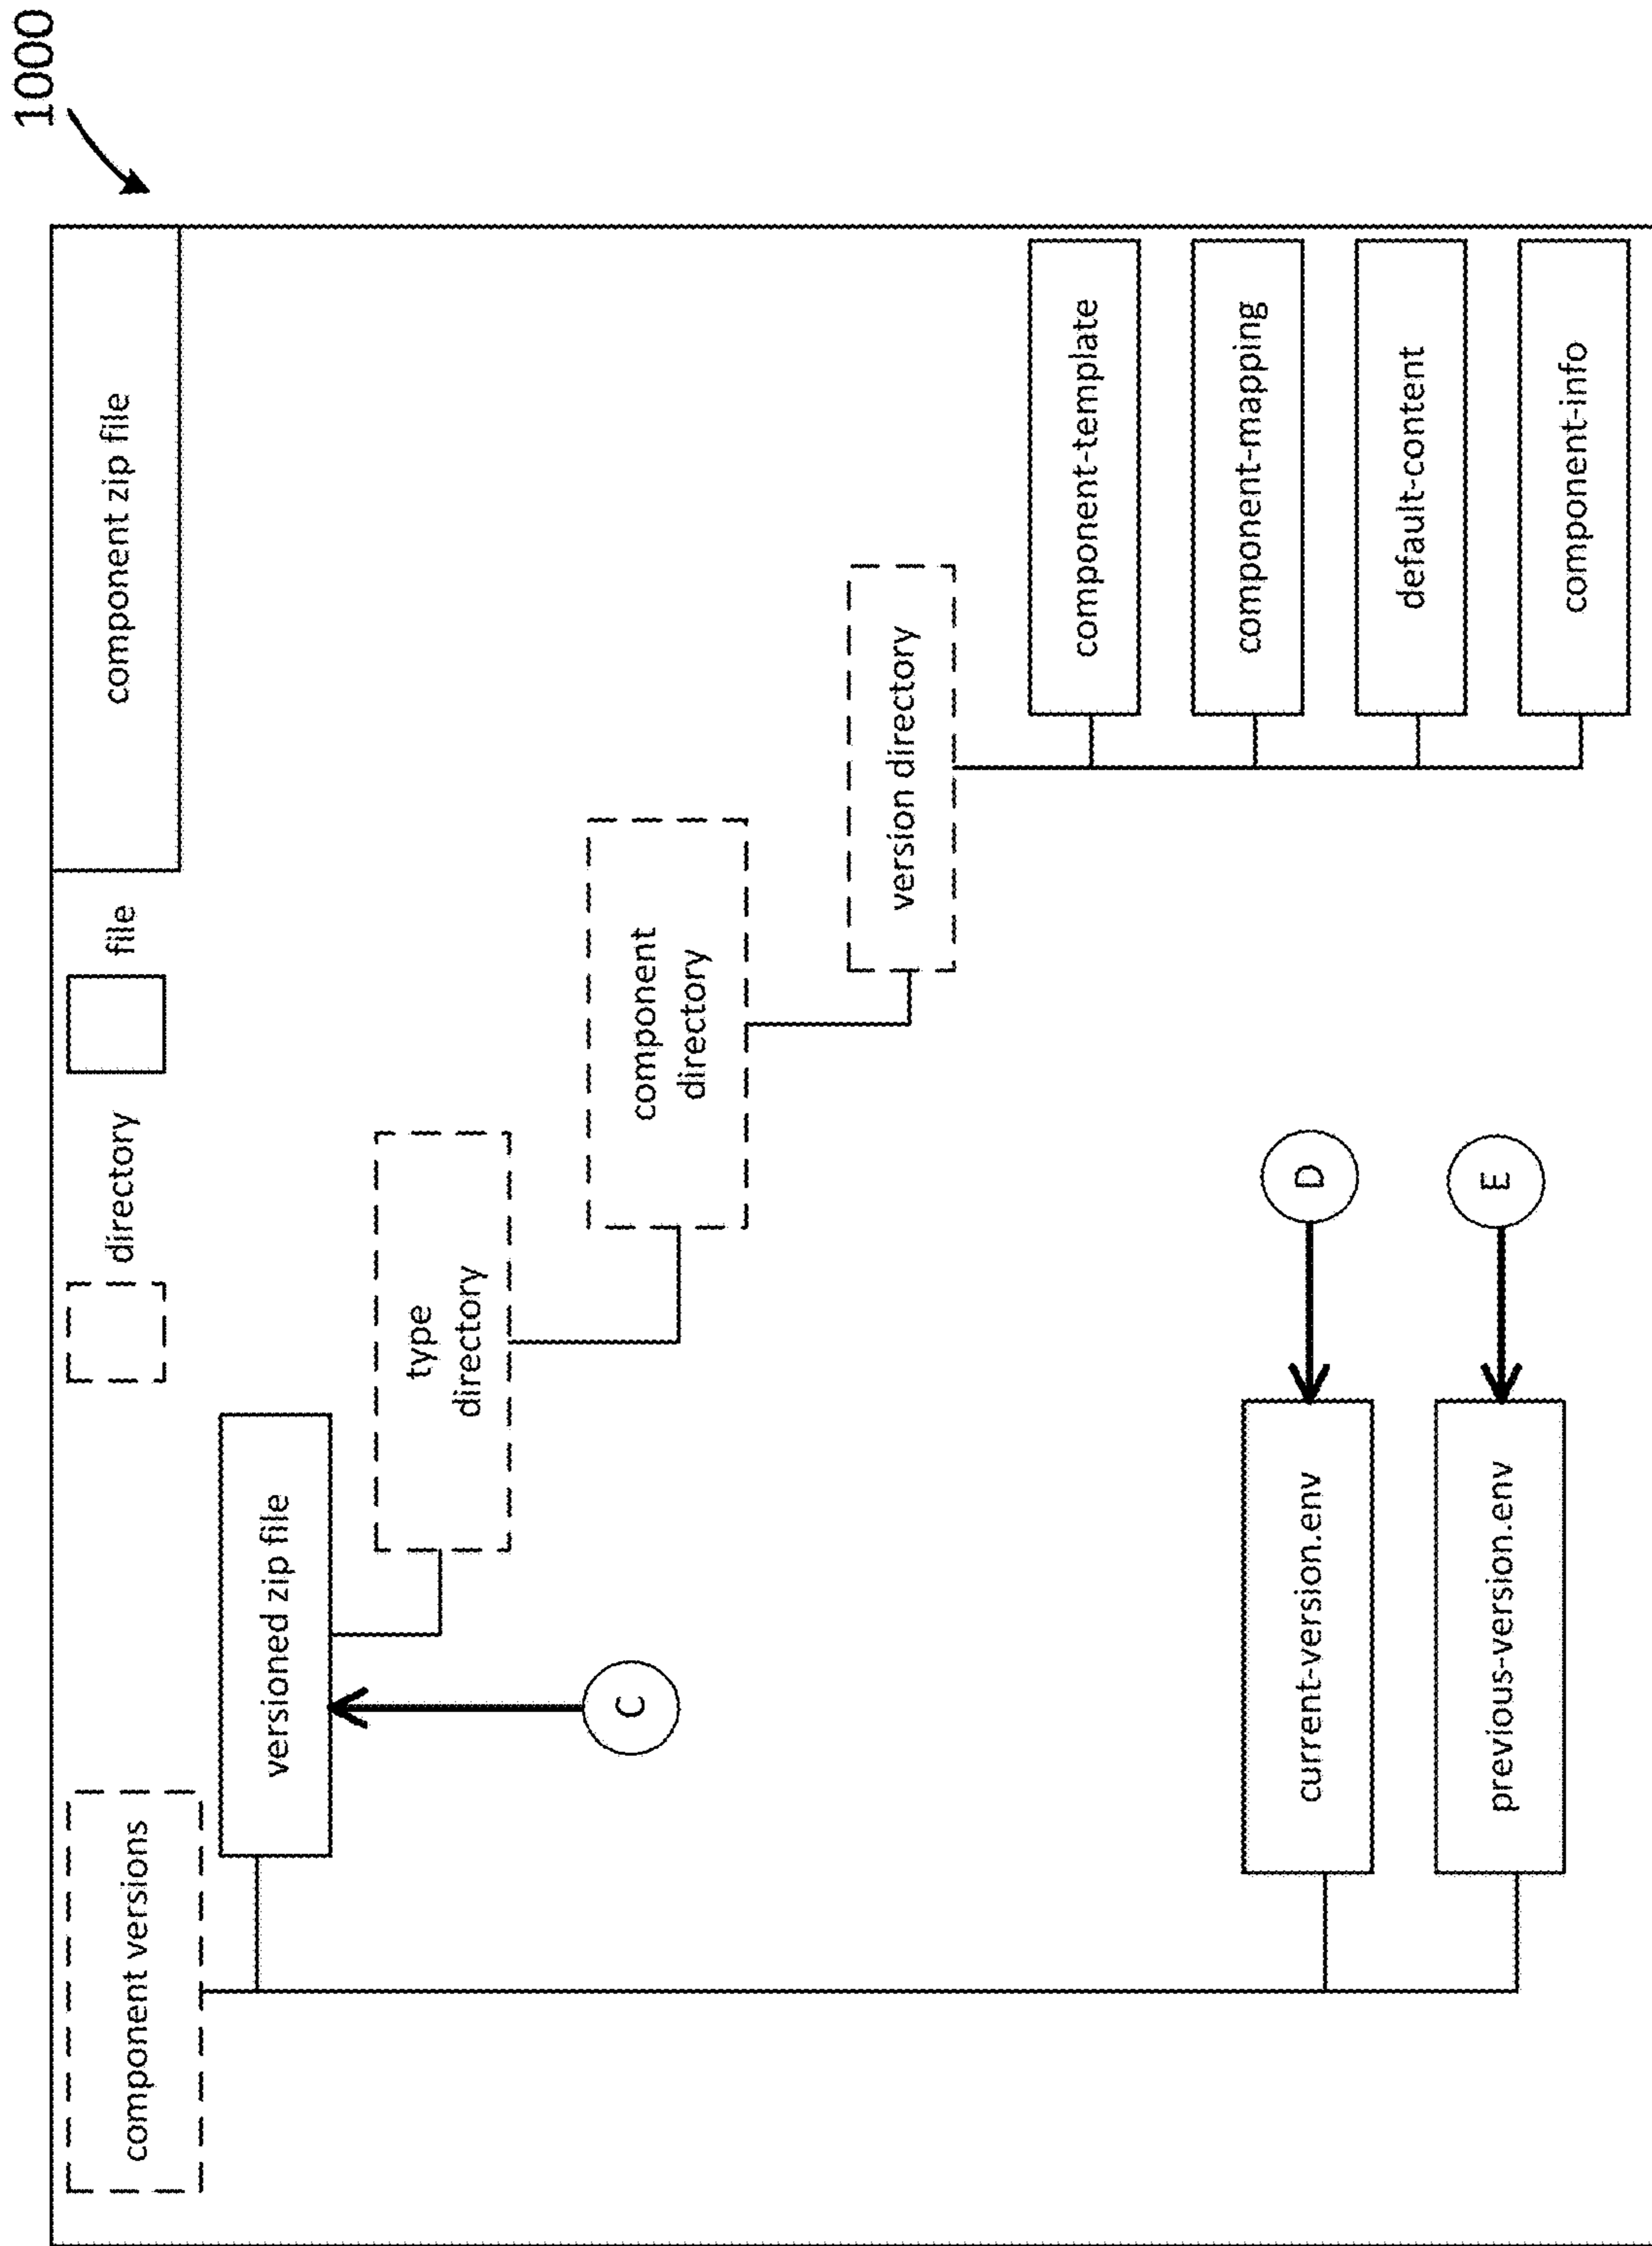 1000
component versions
directory
file
component zip file
versioned zip file
type
directory
C
component
directory
version directory
component-template
component-mapping
default-content
component-info
current-version.env
D
previous-version.env
E